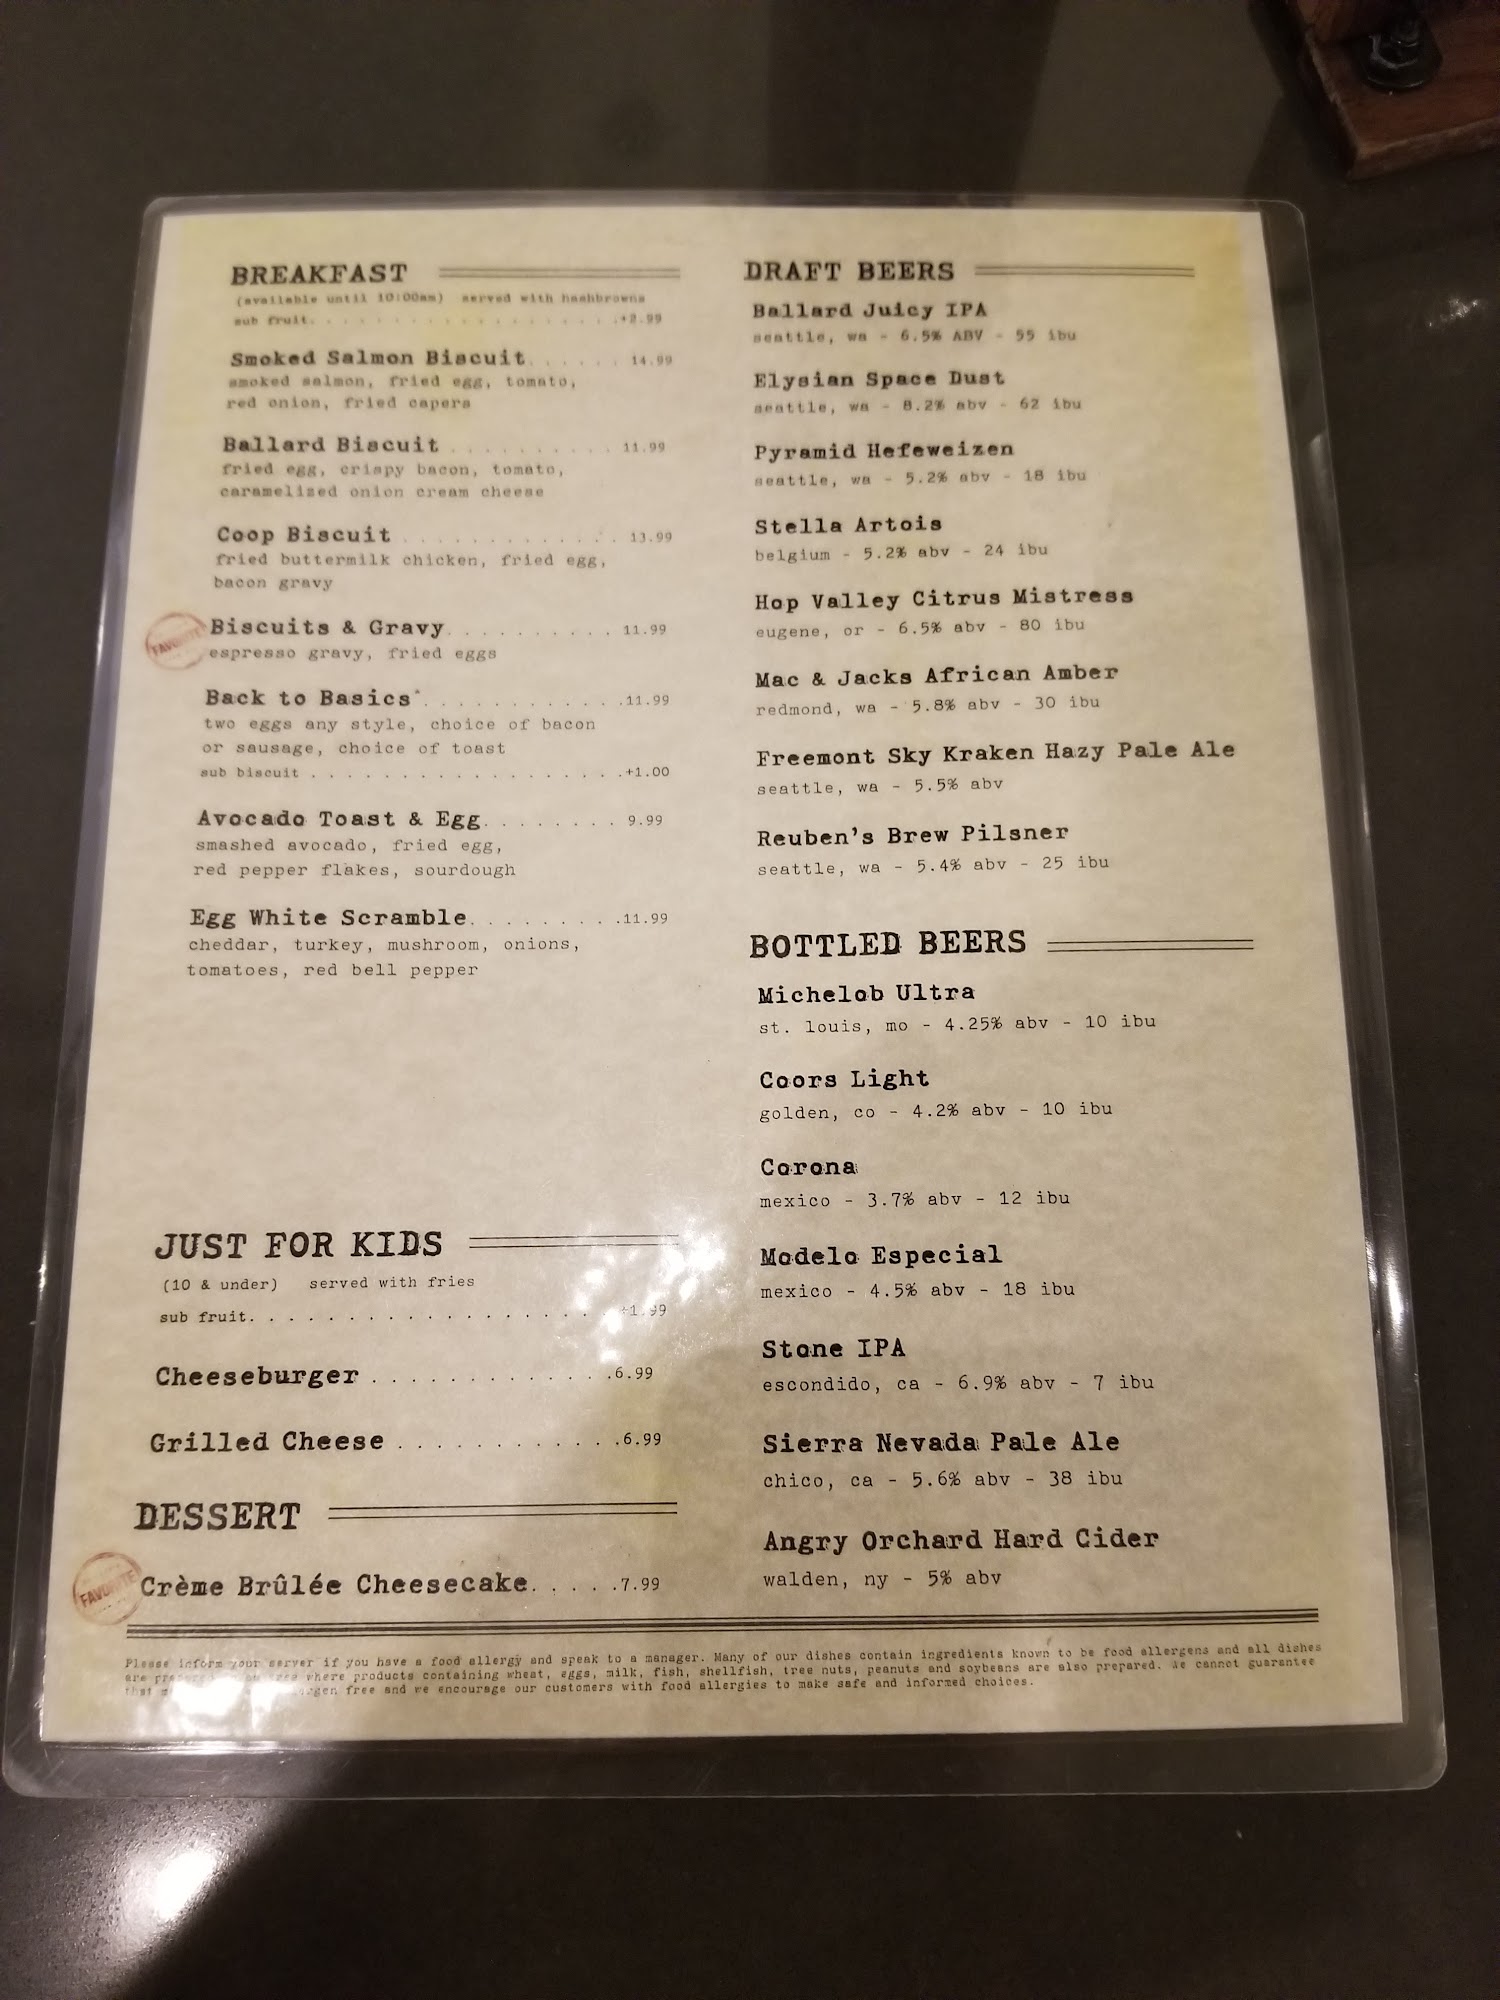 BREAKFAST
(available until 10:00am) served with hashbrowns
sub fruit. . . . . . . . . . . . . . . . . . .+2.99
Smoked Salmon Biscuit. . . . . . 14.99
smoked salmon, fried egg, tomato,
red onion, fried capers
Ballard Biscuit . . . . . . . . . . 11.99
fried egg, crispy bacon, tomato,
caramelized onion cream cheese
Coop Biscuit . . . . . . . . . . . . 13.99
fried buttermilk chicken, fried egg,
bacon gravy
FAVORITE
Biscuits & Gravy. . . . . . . . . . 11.99
espresso gravy, fried eggs
Back to Basics* . . . . . . . . . . . .11.99
two eggs any style, choice of bacon
or sausage, choice of toast
sub biscuit . . . . . . . . . . . . . . . . . .+1.00
Avocado Toast & Egg. . . . . . . . 9.99
smashed avocado, fried egg,
red pepper flakes, sourdough
Egg White Scramble. . . . . . . . .11.99
cheddar, turkey, mushroom, onions,
tomatoes, red bell pepper
JUST FOR KIDS
(10 & under) served with fries
sub fruit. . . . . . . . . . . . . . . . . . . +1.99
Cheeseburger . . . . . . . . . . . . .6.99
Grilled Cheese . . . . . . . . . . . .6.99
DESSERT
FAVORITE
Crème Brûlée Cheesecake. . . . .7.99
DRAFT BEERS
Ballard Juicy IPA
seattle, wa - 6.5% ABV - 55 ibu
Elysian Space Dust
seattle, wa - 8.2% abv - 62 ibu
Pyramid Hefeweizen
seattle, wa - 5.2% abv - 18 ibu
Stella Artois
belgium - 5.2% abv - 24 ibu
Hop Valley Citrus Mistress
eugene, or - 6.5% abv - 80 ibu
Mac & Jacks African Amber
redmond, wa - 5.8% abv - 30 ibu
Freemont Sky Kraken Hazy Pale Ale
seattle, wa - 5.5% abv
Reuben's Brew Pilsner
seattle, wa - 5.4% abv - 25 ibu
BOTTLED BEERS
Michelob Ultra
st. louis, mo - 4.25% abv - 10 ibu
Coors Light
golden, co - 4.2% abv - 10 ibu
Corona
mexico - 3.7% abv - 12 ibu
Modelo Especial
mexico - 4.5% abv - 18 ibu
Stone IPA
escondido, ca - 6.9% abv - 7 ibu
Sierra Nevada Pale Ale
chico, ca - 5.6% abv - 38 ibu
Angry Orchard Hard Cider
walden, ny - 5% abv
Please inform your server if you have a food allergy and speak to a manager. Many of our dishes contain ingredients known to be food allergens and all dishes
are where products containing wheat, eggs, milk, fish, shellfish, tree nuts, peanuts and soybeans are also prepared. We cannot guarantee
that free and we encourage our customers with food allergies to make safe and informed choices.